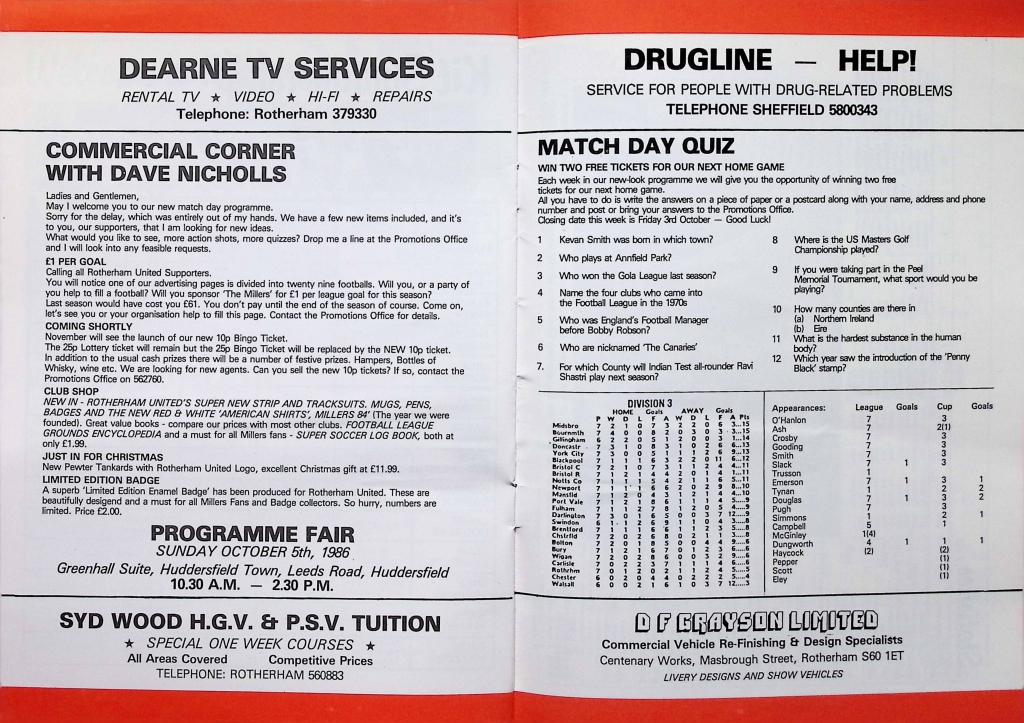 DEARNE TV SERVICES
RENTAL TV ★ VIDEO ★ HI-FI ★ REPAIRS
Telephone: Rotherham 379330
COMMERCIAL CORNER
WITH DAVE NICHOLLS
Ladies and Gentlemen,
May I welcome you to our new match day programme.
Sorry for the delay, which was entirely out of my hands. We have a few new items included, and it's
to you, our supporters, that I am looking for new ideas.
What would you like to see, more action shots, more quizzes? Drop me a line at the Promotions Office
and I will look into any feasible requests.
£1 PER GOAL
Calling all Rotherham United Supporters.
You will notice one of our advertising pages is divided into twenty nine footballs. Will you, or a party of
you help to fill a football? Will you sponsor 'The Millers' for £1 per league goal for this season?
Last season would have cost you £61. You don't pay until the end of the season of course. Come on,
let's see you or your organisation help to fill this page. Contact the Promotions Office for details.
COMING SHORTLY
November will see the launch of our new 10p Bingo Ticket.
The 25p Lottery ticket will remain but the 25p Bingo Ticket will be replaced by the NEW 10p ticket.
In addition to the usual cash prizes there will be a number of festive prizes. Hampers, Bottles of
Whisky, wine etc. We are looking for new agents. Can you sell the new 10p tickets? If so, contact the
Promotions Office on 562760.
CLUB SHOP
NEW IN - ROTHERHAM UNITED'S SUPER NEW STRIP AND TRACKSUITS. MUGS, PENS,
BADGES AND THE NEW RED & WHITE 'AMERICAN SHIRTS', MILLERS 84' (The year we were
founded). Great value books - compare our prices with most other clubs. FOOTBALL LEAGUE
GROUNDS ENCYCLOPEDIA and a must for all Millers fans - SUPER SOCCER LOG BOOK, both at
only £1.99.
JUST IN FOR CHRISTMAS
New Pewter Tankards with Rotherham United Logo, excellent Christmas gift at £11.99.
LIMITED EDITION BADGE
A superb 'Limited Edition Enamel Badge' has been produced for Rotherham United. These are
beautifully desigend and a must for all Millers Fans and Badge collectors. So hurry, numbers are
limited. Price £2.00.
PROGRAMME FAIR
SUNDAY OCTOBER 5th, 1986
Greenhall Suite, Huddersfield Town, Leeds Road, Huddersfield
10.30 A.M. — 2.30 P.M.
SYD WOOD H.G.V. & P.S.V. TUITION
★ SPECIAL ONE WEEK COURSES ★
All Areas Covered Competitive Prices
TELEPHONE: ROTHERHAM 560883
DRUGLINE — HELP!
SERVICE FOR PEOPLE WITH DRUG-RELATED PROBLEMS
TELEPHONE SHEFFIELD 5800343
MATCH DAY QUIZ
WIN TWO FREE TICKETS FOR OUR NEXT HOME GAME
Each week in our new-look programme we will give you the opportunity of winning two free
tickets for our next home game.
All you have to do is write the answers on a piece of paper or a postcard along with your name, address and phone
number and post or bring your answers to the Promotions Office.
Closing date this week is Friday 3rd October — Good Luck!
1 Kevan Smith was born in which town?
2 Who plays at Annfield Park?
3 Who won the Gola League last season?
4 Name the four clubs who came into
the Football League in the 1970s
5 Who was England's Football Manager
before Bobby Robson?
6 Who are nicknamed 'The Canaries'
7. For which County will Indian Test all-rounder Ravi
Shastri play next season?
8 Where is the US Masters Golf
Championship played?
9 If you were taking part in the Peel
Memorial Tournament, what sport would you be
playing?
10 How many counties are there in
(a) Northern Ireland
(b) Eire
11 What is the hardest substance in the human
body?
12 Which year saw the introduction of the 'Penny
Black' stamp?
DIVISION 3
HOME Goals AWAY Goals
P W D L F A W D L F A Pts
Midsbro
Bournmth
Gillingham
Doncastr
York City
Blackpool
Bristol C
Bristol R
Notts Co
Newport
Mansfld
Port Vale
Fulham
Darlington
Swindon
Brentford
Chstrfld
Bolton
Bury
Wigan
Carlisle
Rothrhm
Chester
Walsall
Appearances: League Goals Cup Goals
O'Hanlon 7 3
Ash 7 2(1)
Crosby 7 3
Gooding 7 3
Smith 7 3
Slack 7 1 3
Trusson 1
Emerson 7 1 3 1
Tynan 7 2 2
Douglas 7 1 3 2
Pugh 7 3
Simmons 1 2 1
Campbell 5 1
McGinley 1(4)
Dungworth 4 1 1 1
Haycock (2) (2)
Pepper (1)
Scott (1)
Eley (1)
D F GRAYSON LIMITED
Commercial Vehicle Re-Finishing & Design Specialists
Centenary Works, Masbrough Street, Rotherham S60 1ET
LIVERY DESIGNS AND SHOW VEHICLES